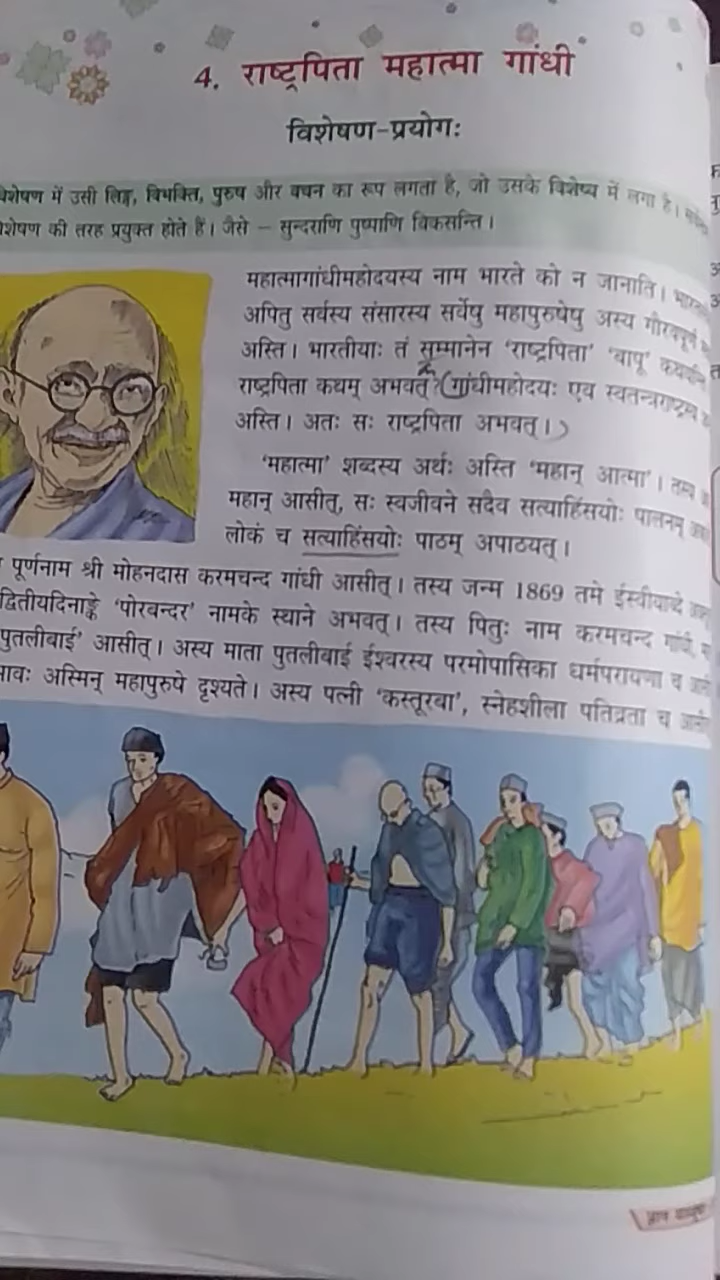 4. राष्ट्रपिता महात्मा गांधी
विशेषण-प्रयोगः
में उसी लिङ्ग, विभक्ति, पुरुष और वचन का रूप लगता है, जो उसके विशेष्य में लगा है।
की तरह प्रयुक्त होते हैं। जैसे – सुन्दराणि पुष्पाणि विकसन्ति।
महात्मागांधीमहोदयस्य नाम भारते को न जानाति।
अपितु सर्वस्य संसारस्य सर्वेषु महापुरुषेषु अस्य गौरवपूर्ण
अस्ति। भारतीयाः तं सम्मानेन 'राष्ट्रपिता' 'बापू'
राष्ट्रपिता कथम् अभवत्? (गांधीमहोदयः एव स्वतन्त्रराष्ट्रस्य
अस्ति। अतः सः राष्ट्रपिता अभवत्।)
'महात्मा' शब्दस्य अर्थः अस्ति 'महान् आत्मा'। तस्य
महान् आसीत्, सः स्वजीवने सदैव सत्याहिंसयोः पालनम्
लोकं च सत्याहिंसयोः पाठम् अपाठयत्।
पूर्णनाम श्री मोहनदास करमचन्द गांधी आसीत्। तस्य जन्म 1869 तमे ईस्वीयाब्दे
द्वितीयदिनाङ्के 'पोरबन्दर' नामके स्थाने अभवत्। तस्य पितुः नाम करमचन्द गांधी,
पुतलीबाई' आसीत्। अस्य माता पुतलीबाई ईश्वरस्य परमोपासिका धर्मपरायणा च
अस्मिन् महापुरुषे दृश्यते। अस्य पत्नी 'कस्तूरबा', स्नेहशीला पतिव्रता च